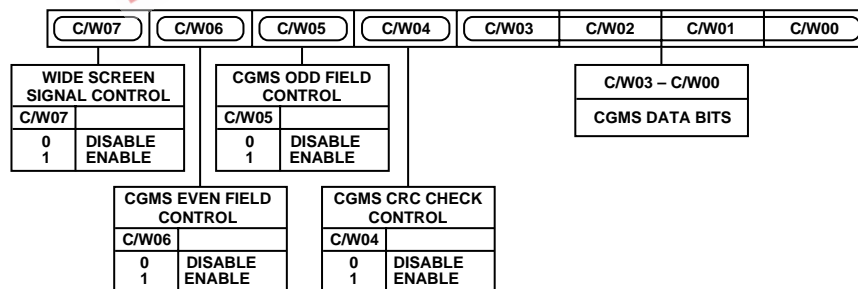 C/W07 C/W06 C/W05 C/W04 C/W03 C/W02 C/W01 C/W00
WIDE SCREEN
SIGNAL CONTROL
C/W07
0 DISABLE
1 ENABLE
CGMS ODD FIELD
CONTROL
C/W05
0 DISABLE
1 ENABLE
C/W03 – C/W00
CGMS DATA BITS
CGMS EVEN FIELD
CONTROL
C/W06
0 DISABLE
1 ENABLE
CGMS CRC CHECK
CONTROL
C/W04
0 DISABLE
1 ENABLE